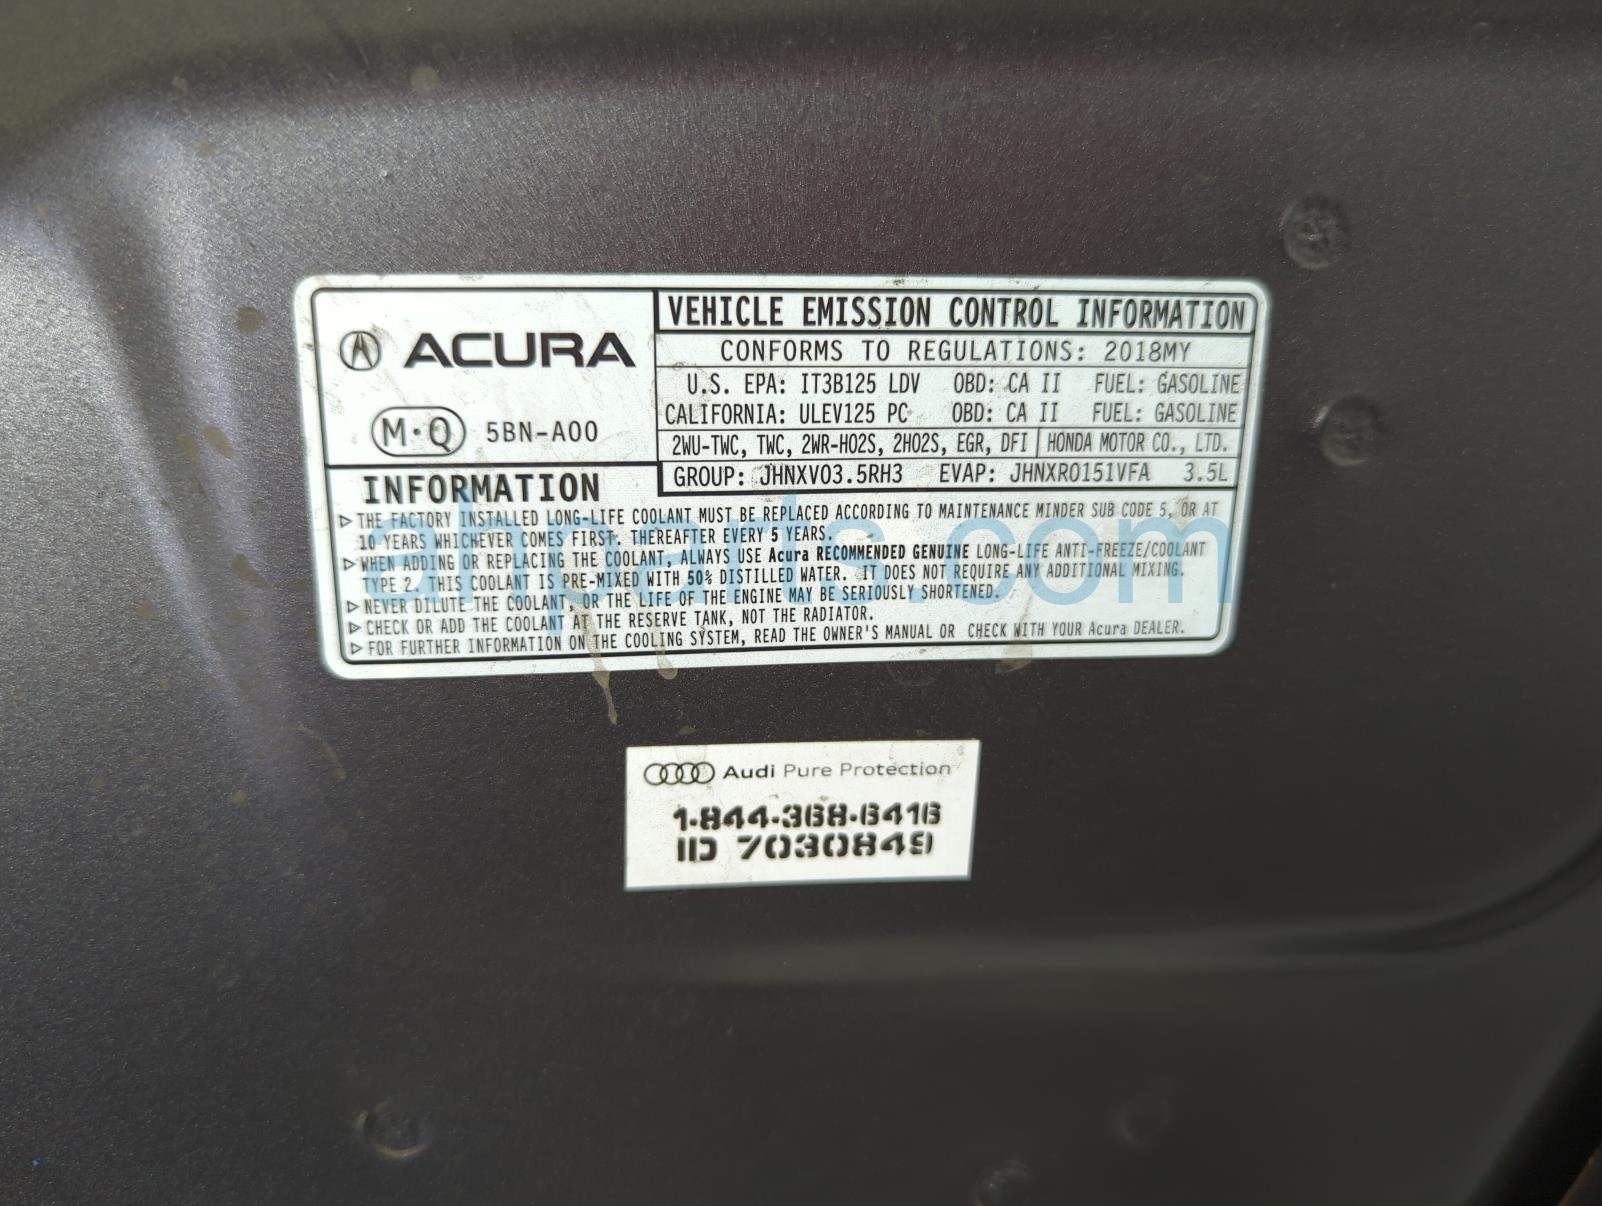 ACURA
M·Q 5BN-A00
VEHICLE EMISSION CONTROL INFORMATION
CONFORMS TO REGULATIONS: 2018MY
U.S. EPA: IT3B125 LDV OBD: CA II FUEL: GASOLINE
CALIFORNIA: ULEV125 PC OBD: CA II FUEL: GASOLINE
2WU-TWC, TWC, 2WR-HO2S, 2HO2S, EGR, DFI HONDA MOTOR CO., LTD.
GROUP: JHNXV03.5RH3 EVAP: JHNXR0151VFA 3.5L
INFORMATION
▷ THE FACTORY INSTALLED LONG-LIFE COOLANT MUST BE REPLACED ACCORDING TO MAINTENANCE MINDER SUB CODE 5, OR AT
10 YEARS WHICHEVER COMES FIRST. THEREAFTER EVERY 5 YEARS.
▷ WHEN ADDING OR REPLACING THE COOLANT, ALWAYS USE Acura RECOMMENDED GENUINE LONG-LIFE ANTI-FREEZE/COOLANT
TYPE 2. THIS COOLANT IS PRE-MIXED WITH 50% DISTILLED WATER. IT DOES NOT REQUIRE ANY ADDITIONAL MIXING.
▷ NEVER DILUTE THE COOLANT, OR THE LIFE OF THE ENGINE MAY BE SERIOUSLY SHORTENED.
▷ CHECK OR ADD THE COOLANT AT THE RESERVE TANK, NOT THE RADIATOR.
▷ FOR FURTHER INFORMATION ON THE COOLING SYSTEM, READ THE OWNER'S MANUAL OR CHECK WITH YOUR Acura DEALER.
ahparts.com
Audi Pure Protection
1-844-368-6416
ID 7030849